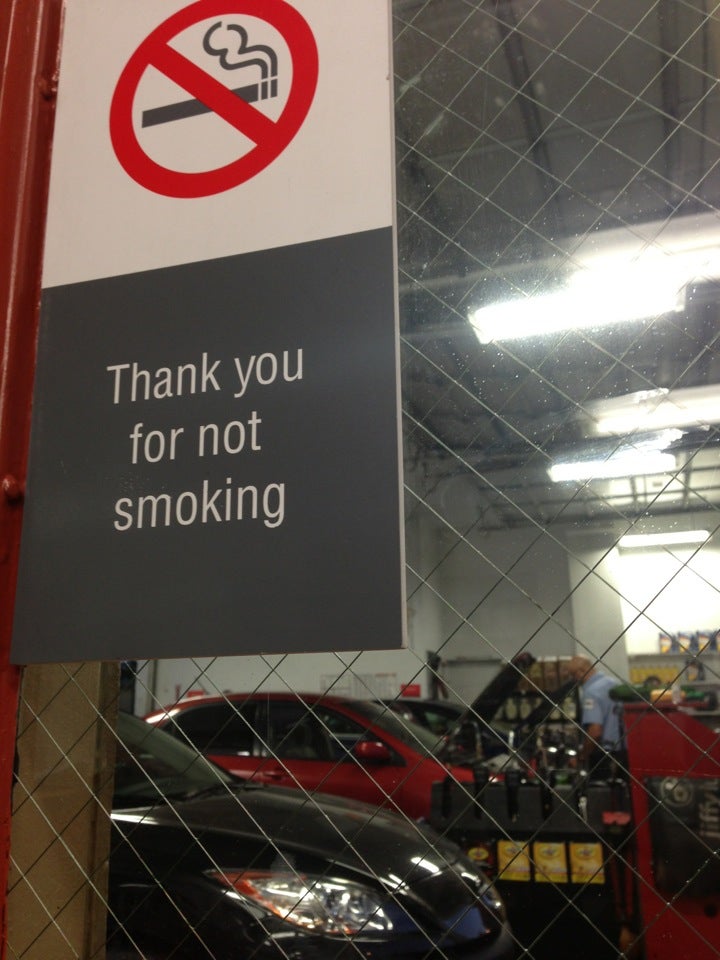 Thank you
for not
smoking